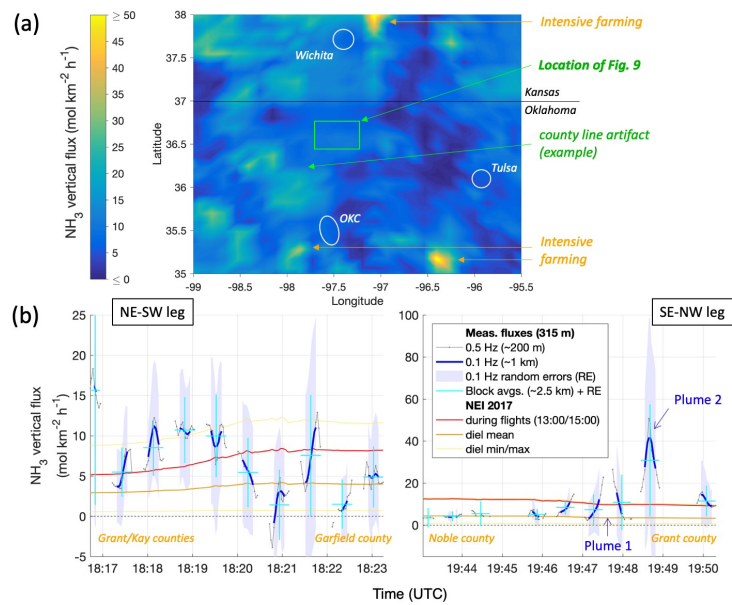 (a)
NH3 vertical flux (mol km-2 h-1)
≥ 50
45
40
35
30
25
20
15
10
5
≤ 0
Latitude
38
37.5
37
36.5
36
35.5
35
-99
-98.5
-98
-97.5
-97
-96.5
-96
-95.5
Longitude
Wichita
Tulsa
OKC
Intensive farming
Location of Fig. 9
Kansas
Oklahoma
county line artifact
(example)
Intensive
farming
(b)
NE-SW leg
SE-NW leg
NH3 vertical flux
(mol km-2 h-1)
25
20
15
10
5
0
18:17
18:18
18:19
18:20
18:21
18:22
18:23
Grant/Kay counties
Garfield county
100
80
60
40
20
0
Meas. fluxes (315 m)
0.5 Hz (~200 m)
0.1 Hz (~1 km)
0.1 Hz random errors (RE)
Block avgs. (~2.5 km) + RE
NEI 2017
during flights (13:00/15:00)
diel mean
diel min/max
Plume 2
Plume 1
Noble county
Grant county
19:44
19:45
19:46
19:47
19:48
19:49
19:50
Time (UTC)